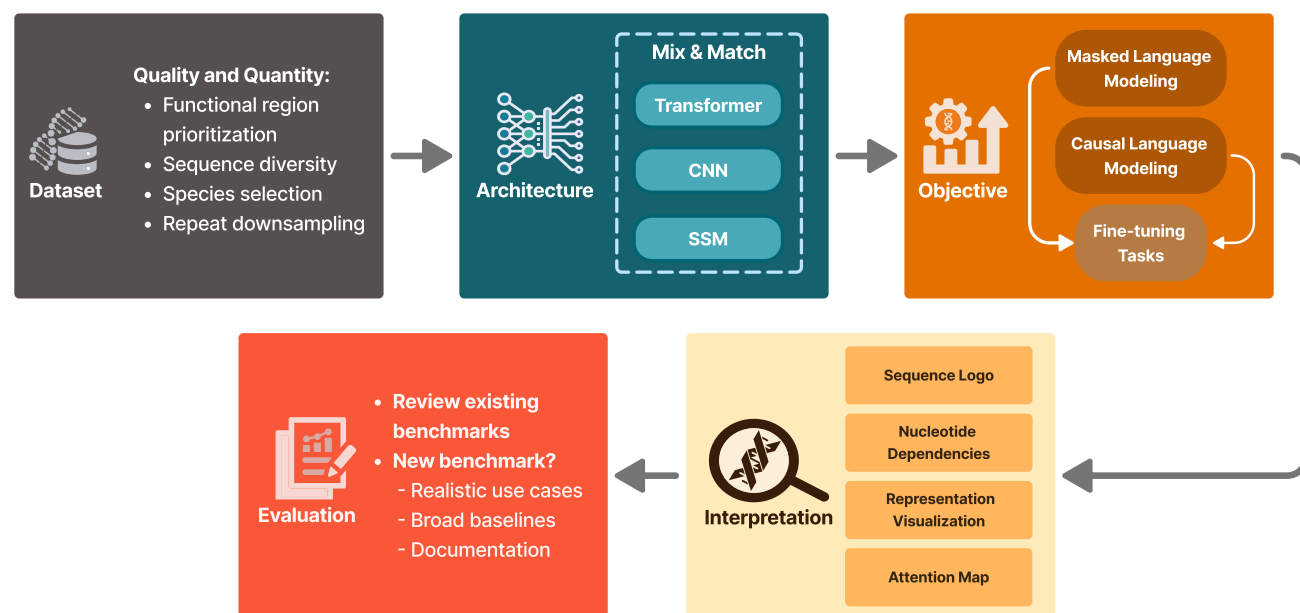 Dataset
Quality and Quantity:
• Functional region
prioritization
• Sequence diversity
• Species selection
• Repeat downsampling
Architecture
Mix & Match
Transformer
CNN
SSM
Objective
Masked Language
Modeling
Causal Language
Modeling
Fine-tuning
Tasks
Evaluation
• Review existing
benchmarks
• New benchmark?
- Realistic use cases
- Broad baselines
- Documentation
Interpretation
Sequence Logo
Nucleotide
Dependencies
Representation
Visualization
Attention Map